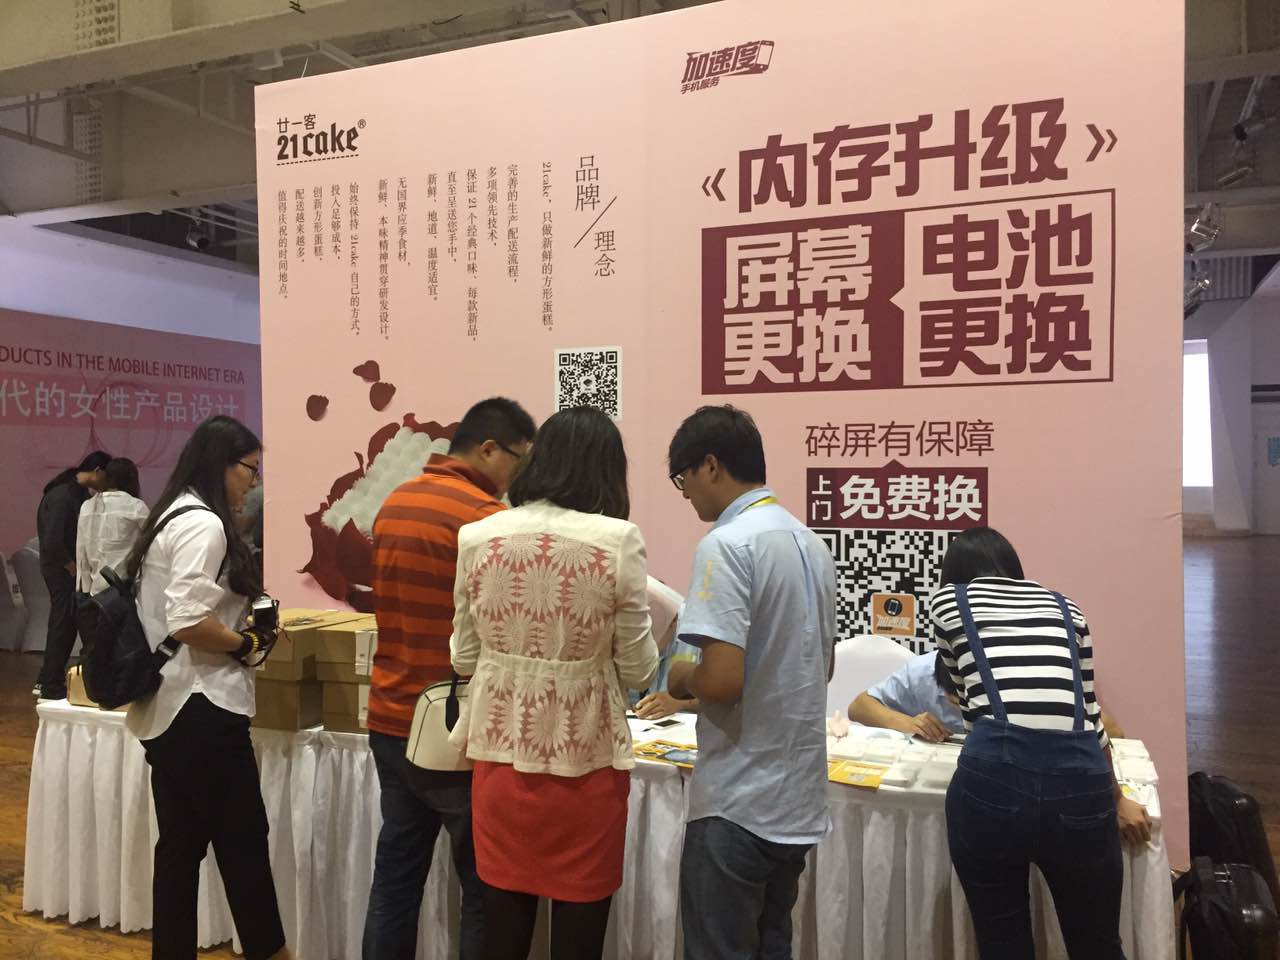 廿一客
21cake®
品牌/理念
21cake，只做新鲜的方形蛋糕。
完善的生产配送流程，
多项领先技术，
保证 21 个经典口味、每款新品，
直至呈送您手中，
新鲜、地道、温度适宜。
无国界应季食材，
新鲜、本味精神贯穿研发设计。
始终保持 21cake 自己的方式，
投入足够成本，
创新方形蛋糕，
配送越来越多，
值得庆祝的时间地点。
加速度
手机服务
《内存升级》
屏幕
更换
电池
更换
碎屏有保障
上门
免费换
加速度
DUCTS IN THE MOBILE INTERNET ERA
代的女性产品设计